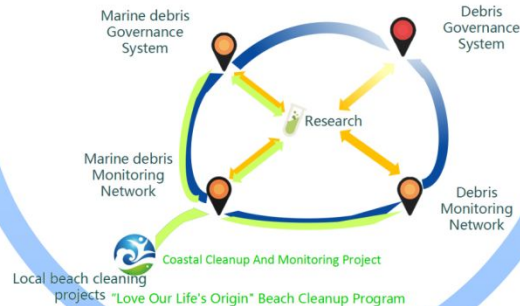 Marine debris
Governance
System
Debris
Governance
System
Research
Marine debris
Monitoring
Network
Debris
Monitoring
Network
Coastal Cleanup And Monitoring Project
Local beach cleaning
projects
"Love Our Life's Origin" Beach Cleanup Program